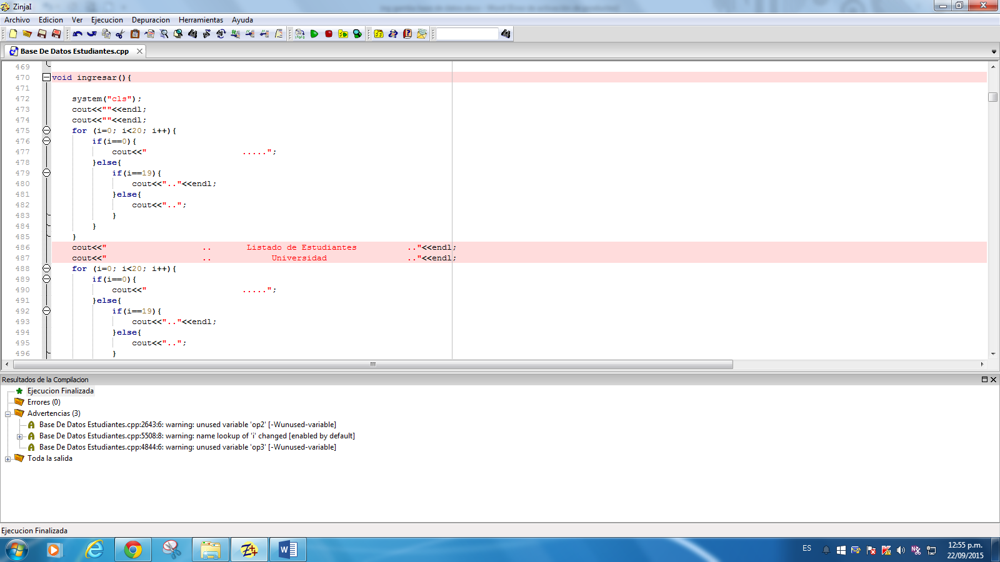 ZinjaI
Archivo Edicion Ver Ejecucion Depuracion Herramientas Ayuda
Base De Datos Estudiantes.cpp
469
470 void ingresar(){
471
472 system("cls");
473 cout<<""<<endl;
474 cout<<""<<endl;
475 for (i=0; i<20; i++){
476 if(i==0){
477 cout<<"                   .....";
478 }else{
479 if(i==19){
480 cout<<".."<<endl;
481 }else{
482 cout<<"..";
483 }
484 }
485 }
486 cout<<"                   ..       Listado de Estudiantes          .."<<endl;
487 cout<<"                   ..            Universidad                .."<<endl;
488 for (i=0; i<20; i++){
489 if(i==0){
490 cout<<"                   .....";
491 }else{
492 if(i==19){
493 cout<<".."<<endl;
494 }else{
495 cout<<"..";
496 }
Resultados de la Compilacion
Ejecucion Finalizada
Errores (0)
Advertencias (3)
Base De Datos Estudiantes.cpp:2643:6: warning: unused variable 'op2' [-Wunused-variable]
Base De Datos Estudiantes.cpp:5508:8: warning: name lookup of 'i' changed [enabled by default]
Base De Datos Estudiantes.cpp:4844:6: warning: unused variable 'op3' [-Wunused-variable]
Toda la salida
Ejecucion Finalizada
ES
12:55 p.m.
22/09/2015